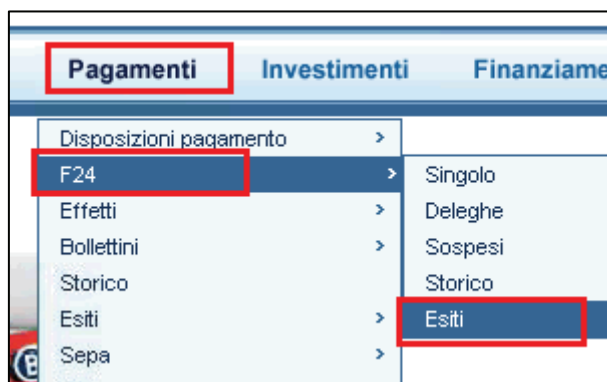 Pagamenti Investimenti Finanziame
Disposizioni pagamento >
F24 > Singolo
Effetti > Deleghe
Bollettini > Sospesi
Storico Storico
Esiti > Esiti
Sepa >